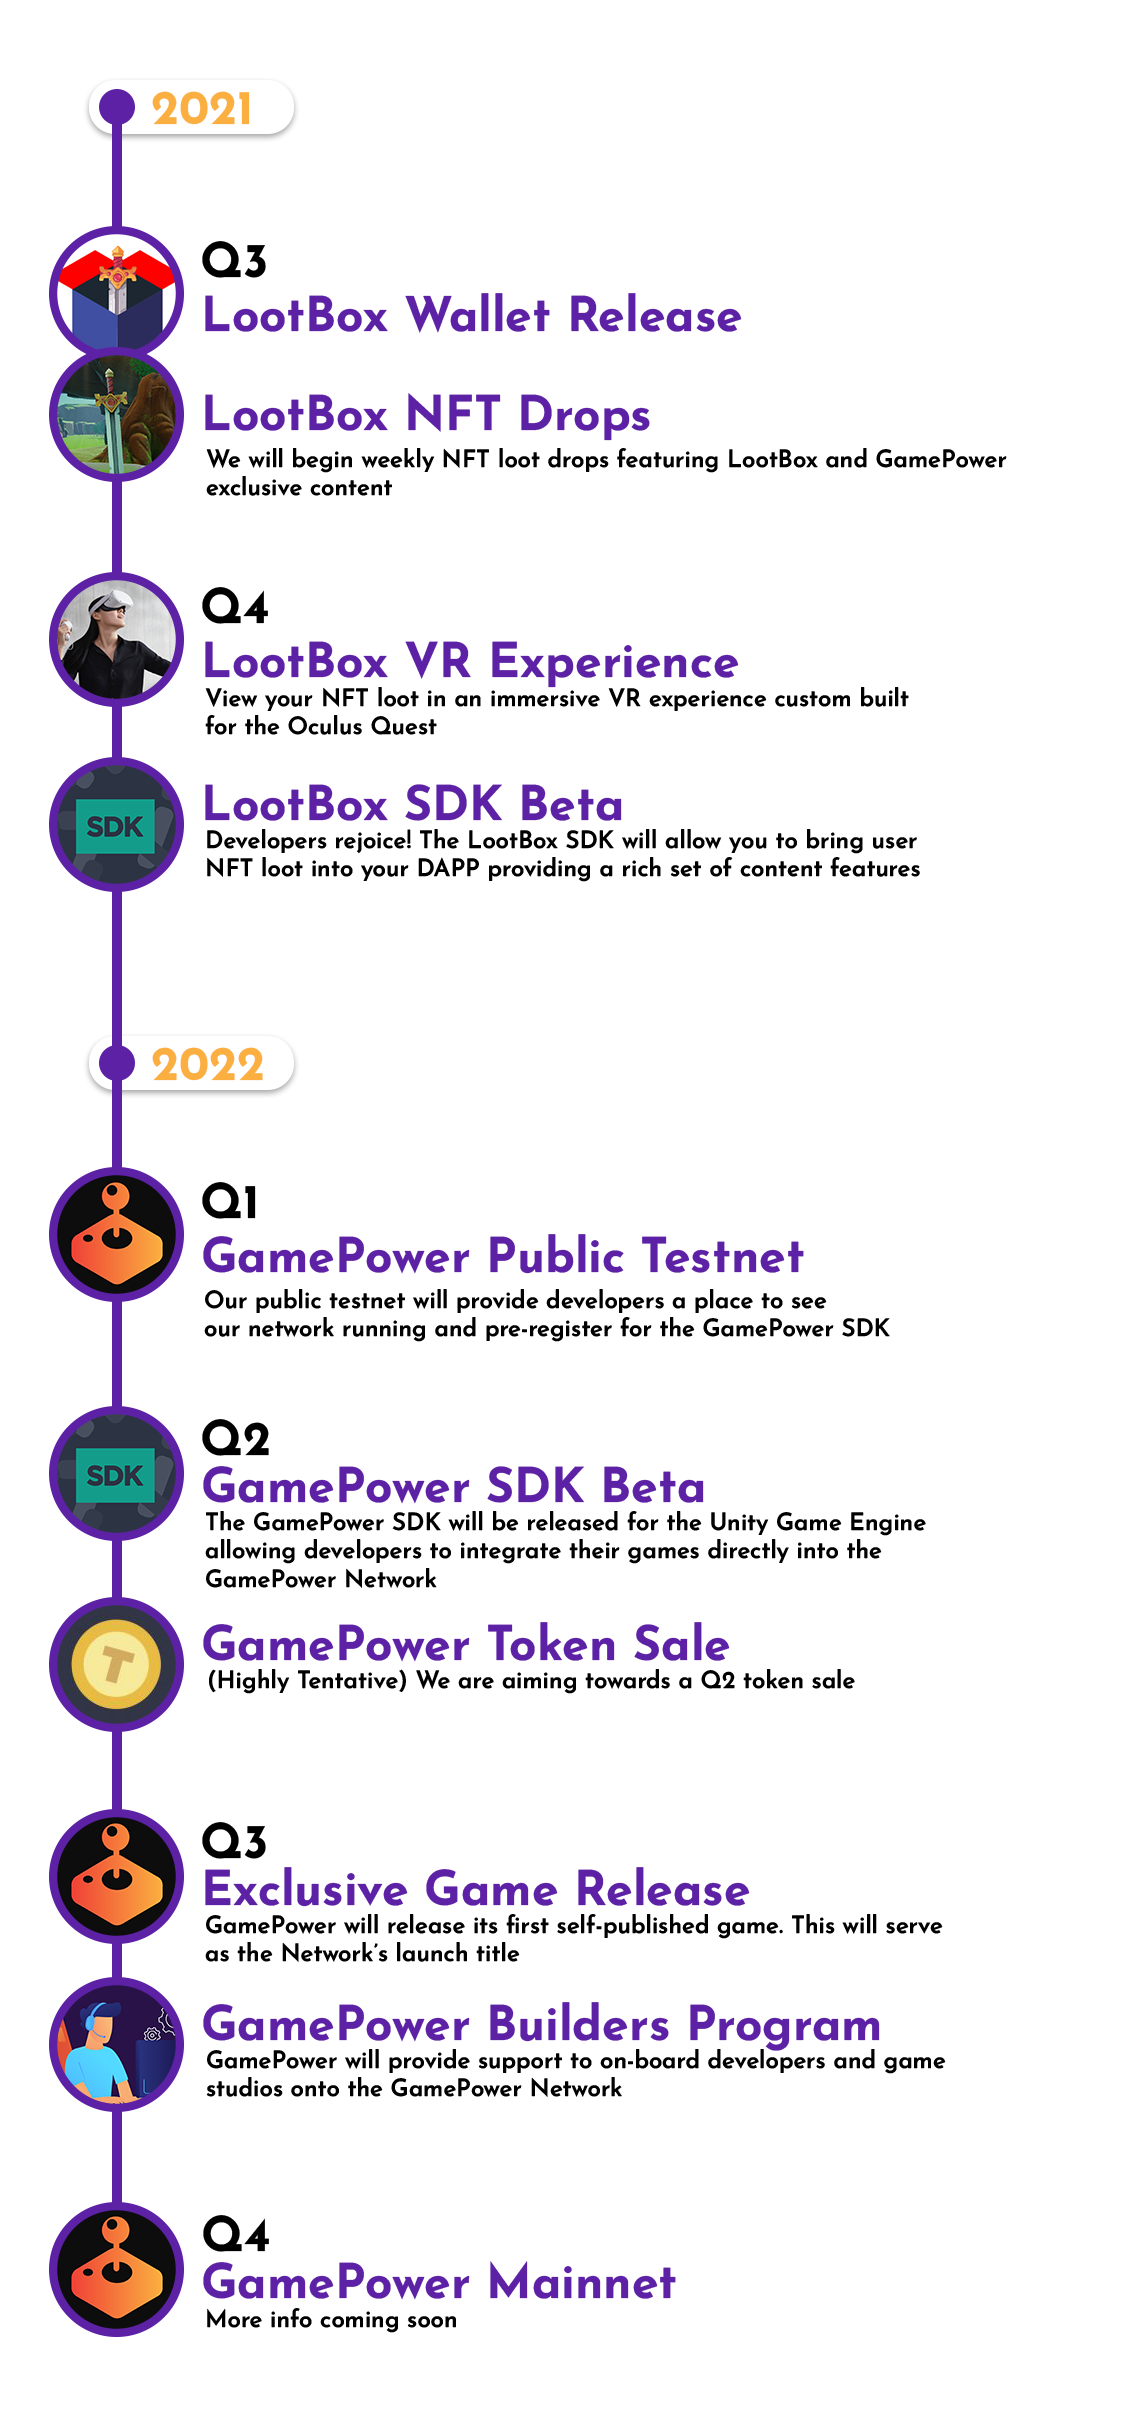 2021
Q3
LootBox Wallet Release
LootBox NFT Drops
We will begin weekly NFT loot drops featuring LootBox and GamePower
exclusive content
Q4
LootBox VR Experience
View your NFT loot in an immersive VR experience custom built
for the Oculus Quest
SDK
LootBox SDK Beta
Developers rejoice! The LootBox SDK will allow you to bring user
NFT loot into your DAPP providing a rich set of content features
2022
Q1
GamePower Public Testnet
Our public testnet will provide developers a place to see
our network running and pre-register for the GamePower SDK
Q2
SDK
GamePower SDK Beta
The GamePower SDK will be released for the Unity Game Engine
allowing developers to integrate their games directly into the
GamePower Network
T
GamePower Token Sale
(Highly Tentative) We are aiming towards a Q2 token sale
Q3
Exclusive Game Release
GamePower will release its first self-published game. This will serve
as the Network's launch title
GamePower Builders Program
GamePower will provide support to on-board developers and game
studios onto the GamePower Network
Q4
GamePower Mainnet
More info coming soon